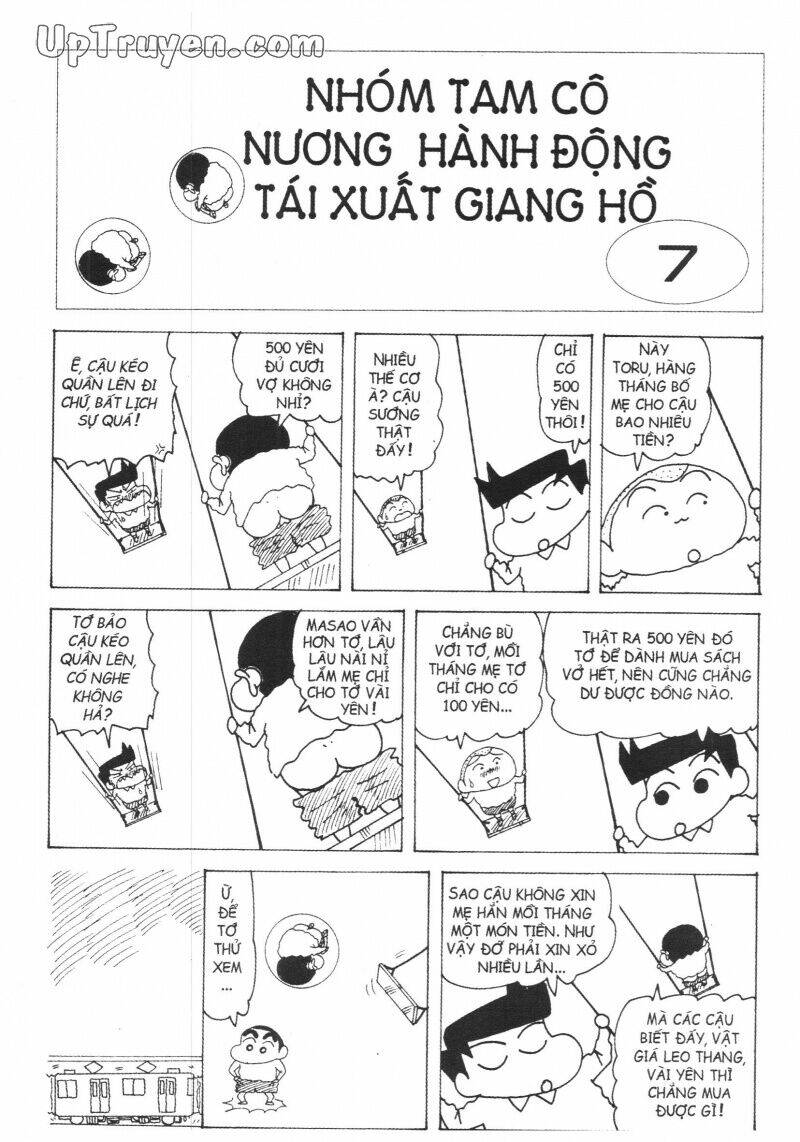 UpTruyen.com
NHÓM TAM CÔ
NƯƠNG HÀNH ĐỘNG
TÁI XUẤT GIANG HỒ
7
NÀY
TORU, HÀNG
THÁNG BỐ
MẸ CHO CẬU
BAO NHIÊU
TIỀN?
CHỈ
CÓ
500
YÊN
THÔI!
NHIỀU
THẾ CƠ
À? CẬU
SƯỚNG
THẬT
ĐẤY!
500 YÊN
ĐỦ CƯỚI
VỢ KHÔNG
NHỈ?
Ê, CẬU KÉO
QUẦN LÊN ĐI
CHỨ, BẤT LỊCH
SỰ QUÁ!
THẬT RA 500 YÊN ĐÓ
TỚ ĐỂ DÀNH MUA SÁCH
VỞ HẾT, NÊN CŨNG CHẲNG
DƯ ĐƯỢC ĐỒNG NÀO.
CHẲNG BÙ
VỚI TỚ, MỖI
THÁNG MẸ TỚ
CHỈ CHO CÓ
100 YÊN...
MASAO VẪN
HƠN TỚ, LÂU
LÂU NÀI NỈ
LẮM MẸ CHỈ
CHO TỚ VÀI
YÊN!
TỚ BẢO
CẬU KÉO
QUẦN LÊN,
CÓ NGHE
KHÔNG
HẢ?
SAO CẬU KHÔNG XIN
MẸ HẲN MỖI THÁNG
MỘT MÓN TIỀN. NHƯ
VẬY ĐỠ PHẢI XIN XỎ
NHIỀU LẦN...
MÀ CÁC CẬU
BIẾT ĐẤY, VẬT
GIÁ LEO THANG,
VÀI YÊN THÌ
CHẲNG MUA
ĐƯỢC GÌ!
Ừ,
ĐỂ
TỚ
THỬ
XEM
...